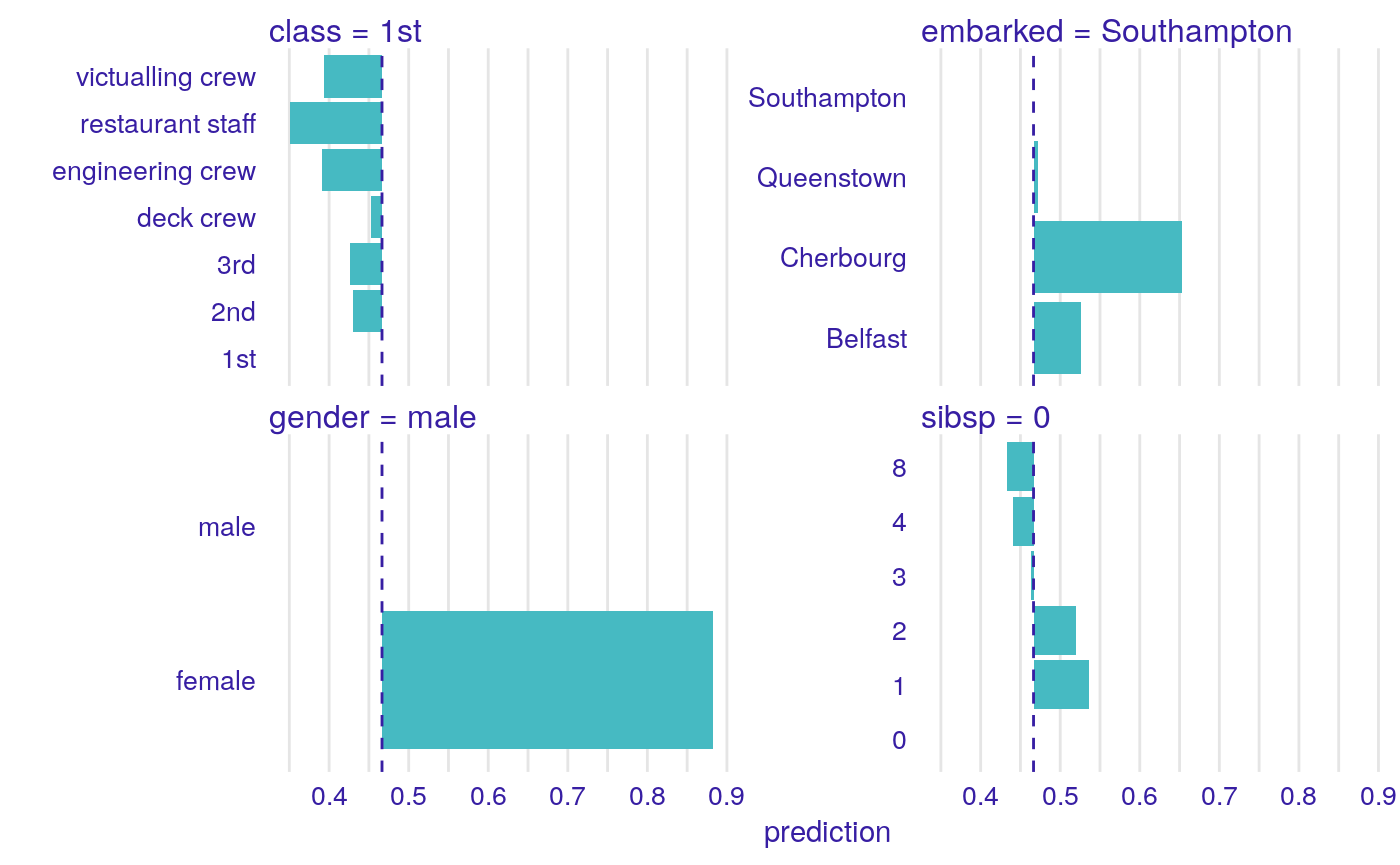 class = 1st
victualling crew
restaurant staff
engineering crew
deck crew
3rd
2nd
1st
embarked = Southampton
Southampton
Queenstown
Cherbourg
Belfast
gender = male
male
female
0.4 0.5 0.6 0.7 0.8 0.9
sibsp = 0
8
4
3
2
1
0
0.4 0.5 0.6 0.7 0.8 0.9
prediction